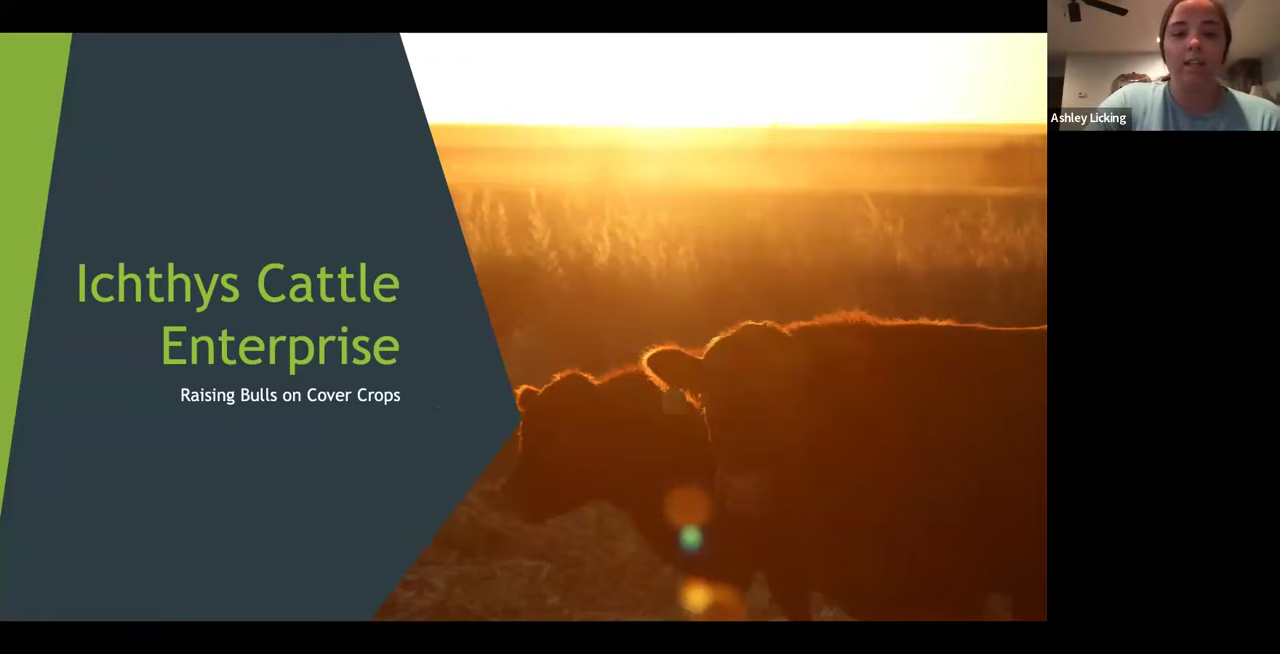 Ichthys Cattle
Enterprise
Raising Bulls on Cover Crops
Ashley Licking